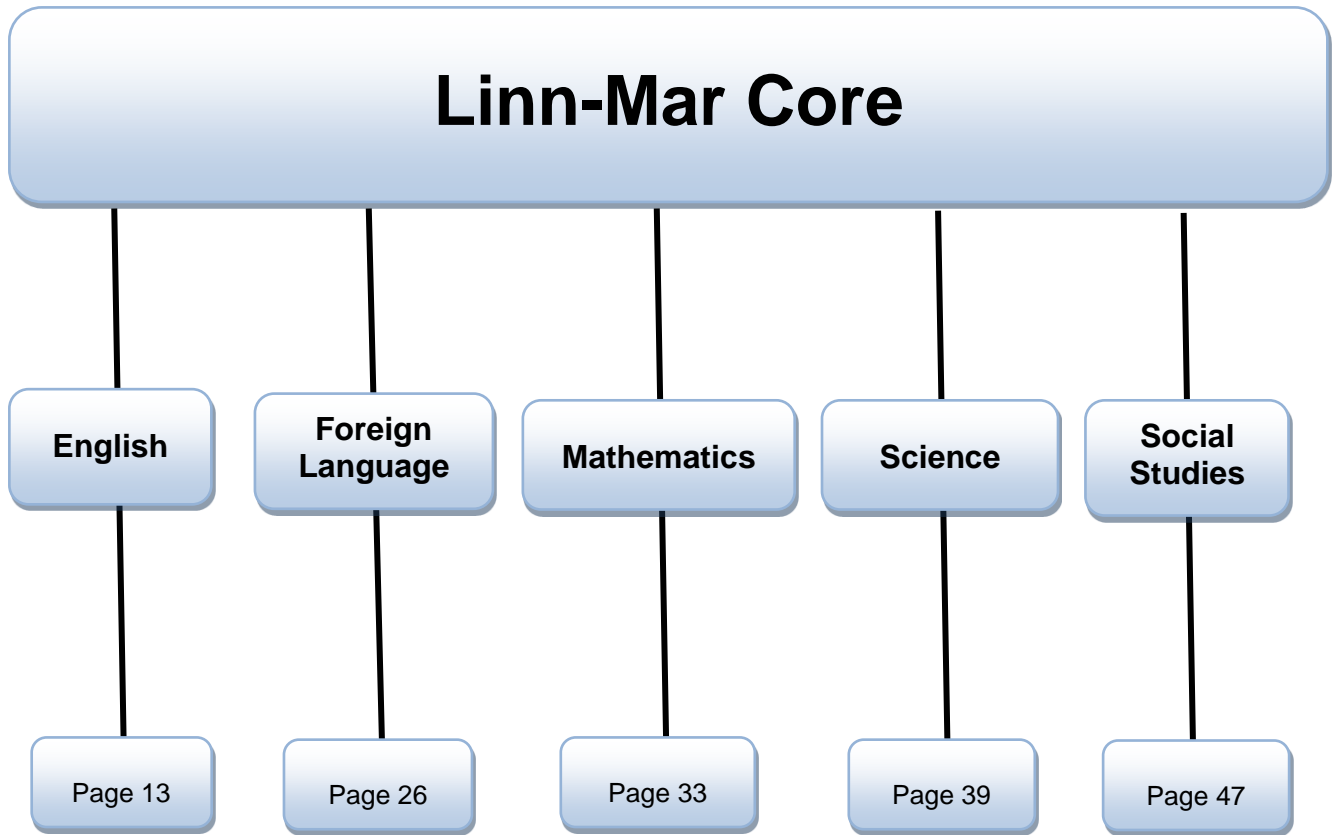 Linn-Mar Core
English
Foreign
Language
Mathematics
Science
Social
Studies
Page 13
Page 26
Page 33
Page 39
Page 47